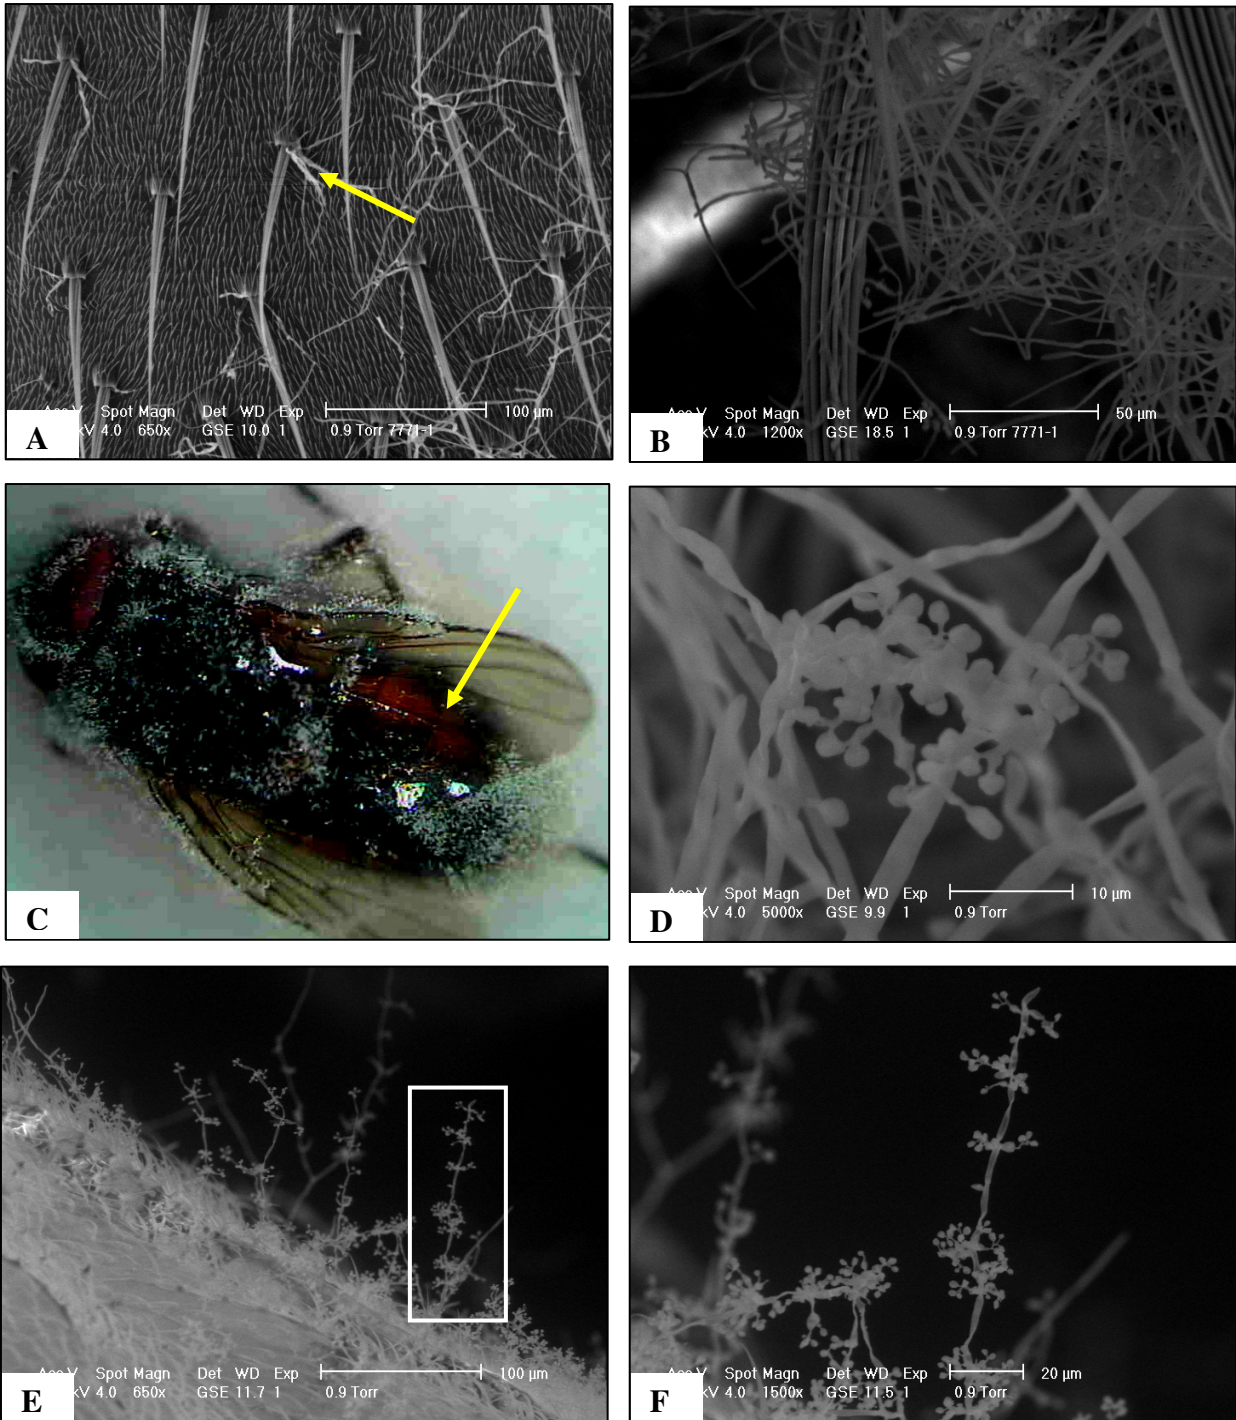 Spot Magn Det WD Exp 100 µm
kV 4.0 650x GSE 10.0 1 0.9 Torr 7771-1
A
Spot Magn Det WD Exp 50 µm
kV 4.0 1200x GSE 18.5 1 0.9 Torr 7771-1
B
C
Spot Magn Det WD Exp 10 µm
kV 4.0 5000x GSE 9.9 1 0.9 Torr
D
Spot Magn Det WD Exp 100 µm
kV 4.0 650x GSE 11.7 1 0.9 Torr
E
Spot Magn Det WD Exp 20 µm
kV 4.0 1500x GSE 11.5 1 0.9 Torr
F